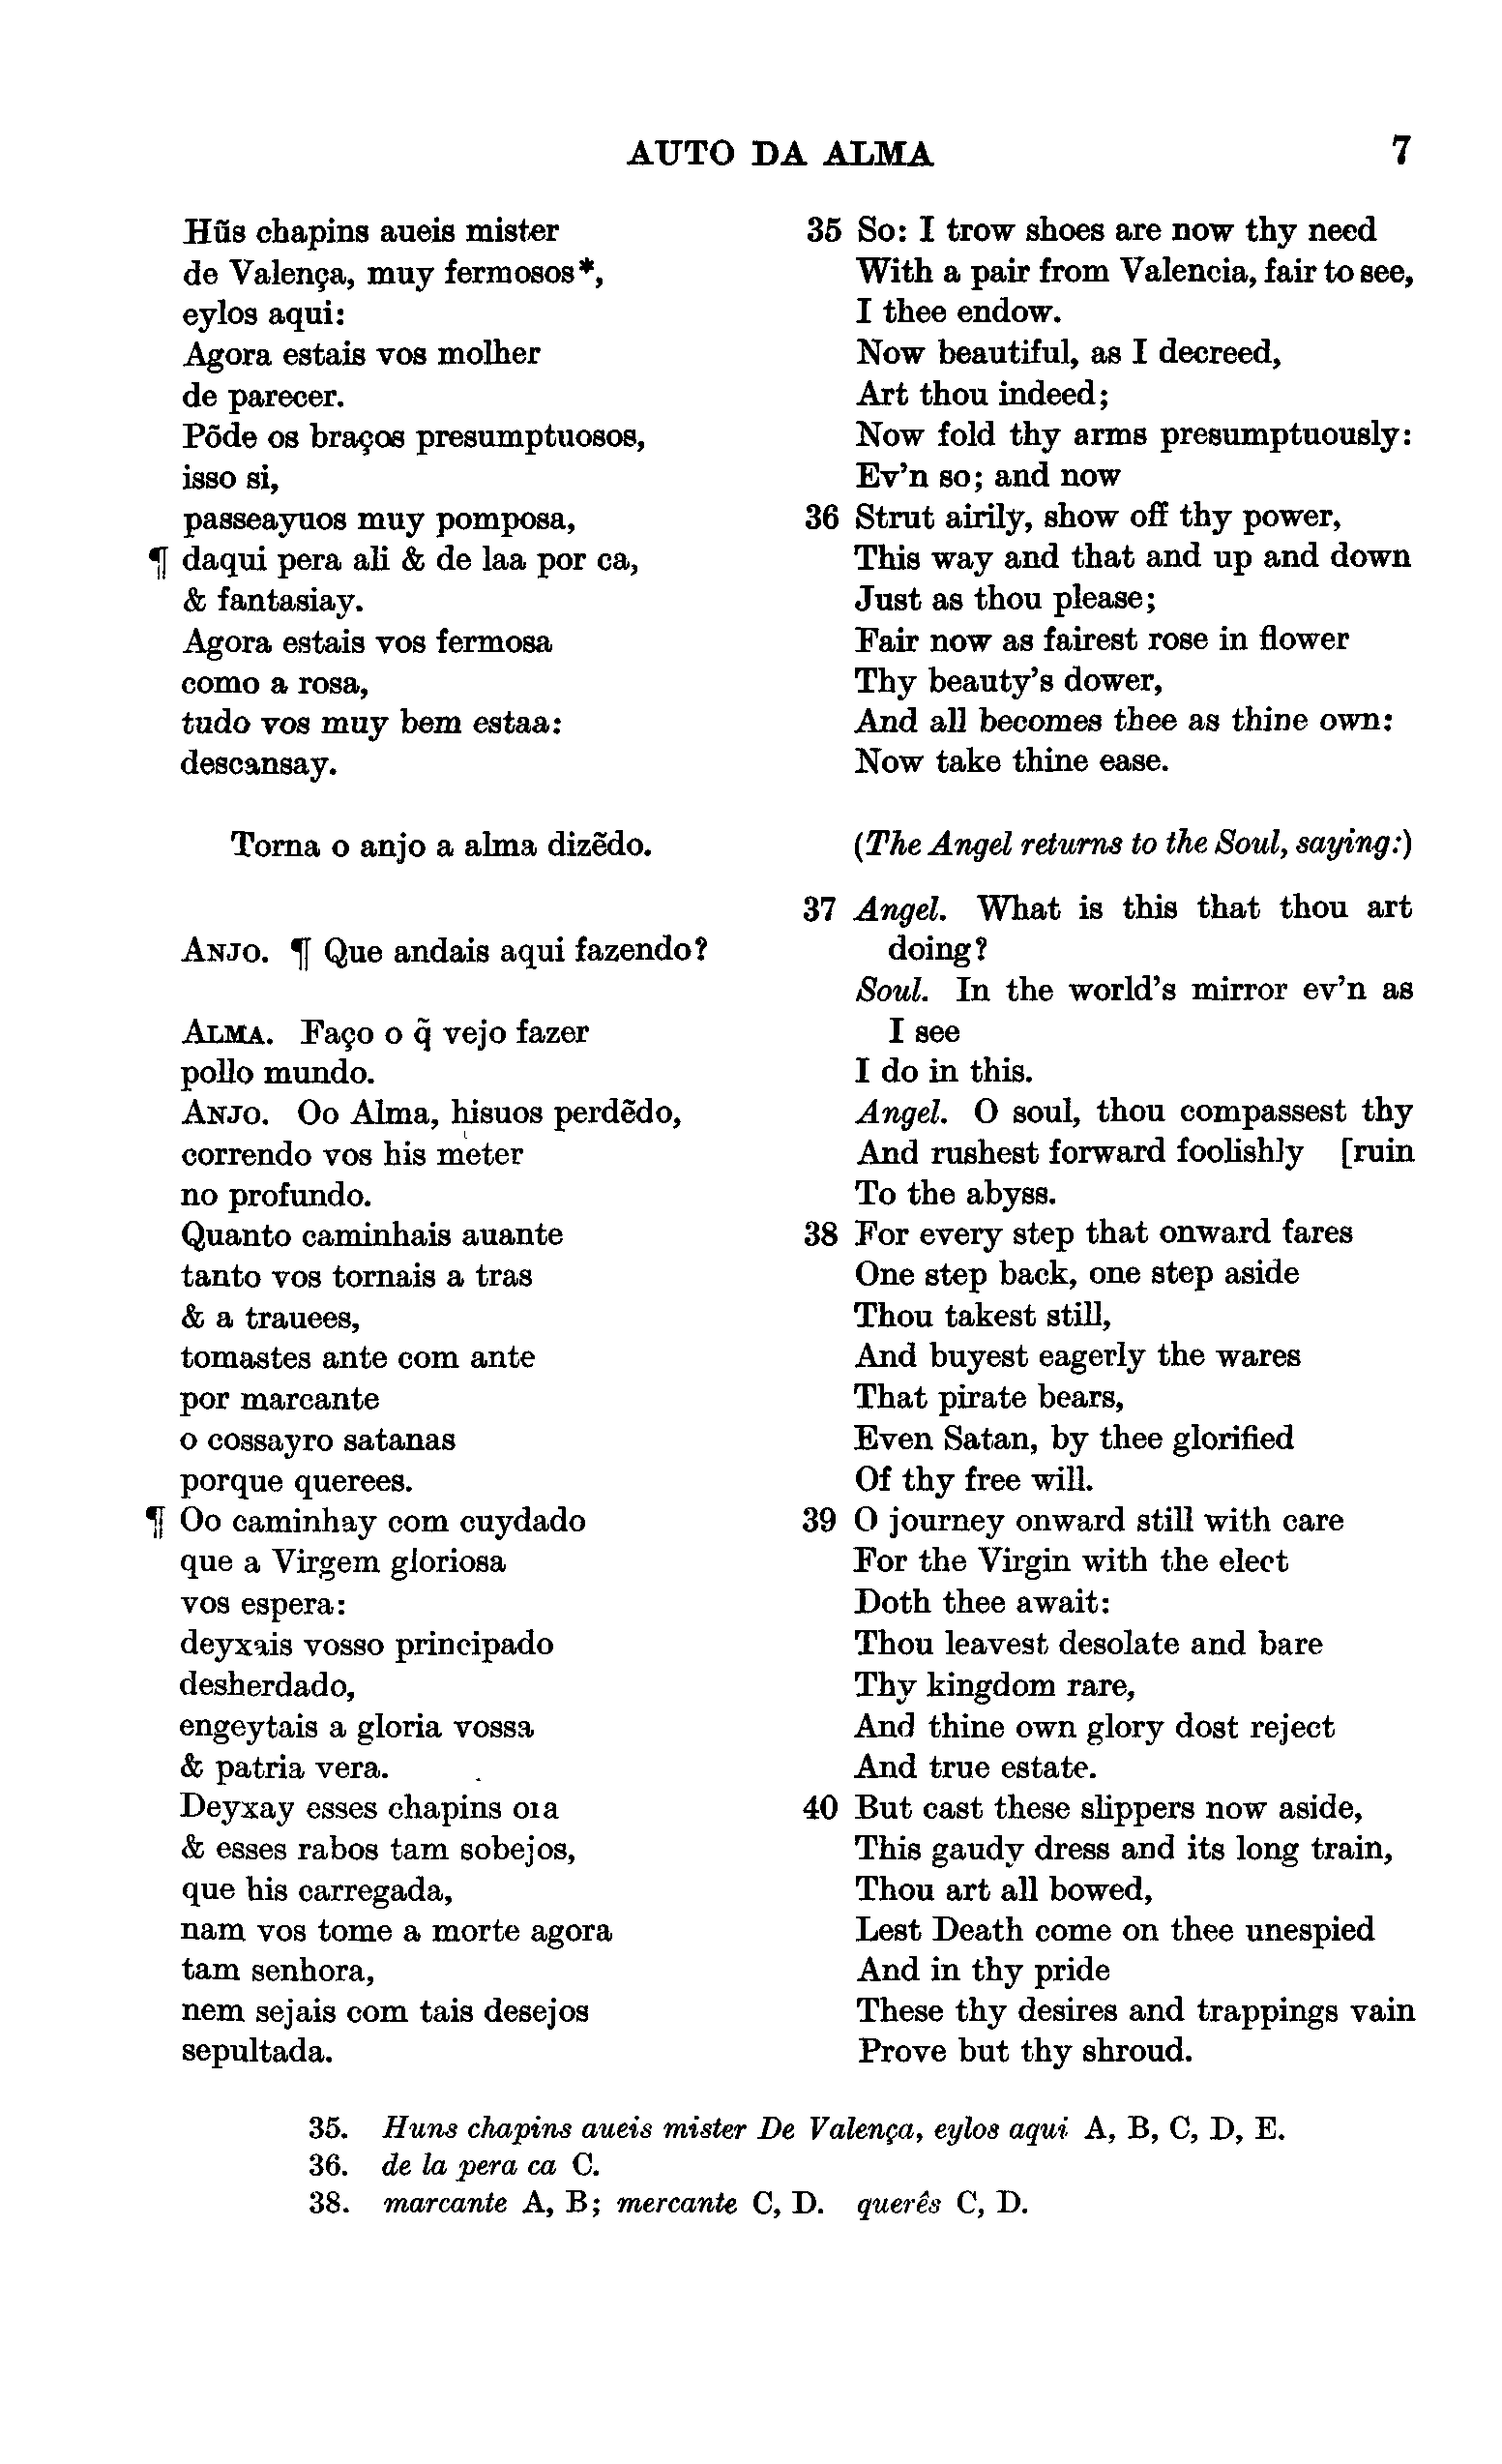 AUTO DA ALMA 7
Hũs chapins aueis mister
de Valença, muy fermosos*,
eylos aqui:
Agora estais vos molher
de parecer.
Põde os braços presumptuosos,
isso si,
passeayuos muy pomposa,
¶ daqui pera ali & de laa por ca,
& fantasiay.
Agora estais vos fermosa
como a rosa,
tudo vos muy bem estaa:
descansay.
Torna o anjo a alma dizẽdo.
ANJO. ¶ Que andais aqui fazendo?
ALMA. Faço o q̃ vejo fazer
pollo mundo.
ANJO. Oo Alma, hisuos perdẽdo,
correndo vos his meter
no profundo.
Quanto caminhais auante
tanto vos tornais a tras
& a trauees,
tomastes ante com ante
por marcante
o cossayro satanas
porque querees.
¶ Oo caminhay com cuydado
que a Virgem gloriosa
vos espera:
deyxais vosso principado
desherdado,
engeytais a gloria vossa
& patria vera.
Deyxay esses chapins ora
& esses rabos tam sobejos,
que his carregada,
nam vos tome a morte agora
tam senhora,
nem sejais com tais desejos
sepultada.
35 So: I trow shoes are now thy need
With a pair from Valencia, fair to see,
I thee endow.
Now beautiful, as I decreed,
Art thou indeed;
Now fold thy arms presumptuously:
Ev'n so; and now
36 Strut airily, show off thy power,
This way and that and up and down
Just as thou please;
Fair now as fairest rose in flower
Thy beauty's dower,
And all becomes thee as thine own:
Now take thine ease.
(The Angel returns to the Soul, saying:)
37 Angel. What is this that thou art
doing?
Soul. In the world's mirror ev'n as
I see
I do in this.
Angel. O soul, thou compassest thy
And rushest forward foolishly [ruin
To the abyss.
38 For every step that onward fares
One step back, one step aside
Thou takest still,
And buyest eagerly the wares
That pirate bears,
Even Satan, by thee glorified
Of thy free will.
39 O journey onward still with care
For the Virgin with the elect
Doth thee await:
Thou leavest desolate and bare
Thy kingdom rare,
And thine own glory dost reject
And true estate.
40 But cast these slippers now aside,
This gaudy dress and its long train,
Thou art all bowed,
Lest Death come on thee unespied
And in thy pride
These thy desires and trappings vain
Prove but thy shroud.
35. Huns chapins aueis mister De Valença, eylos aqui A, B, C, D, E.
36. de la pera ca C.
38. marcante A, B; mercante C, D. querês C, D.